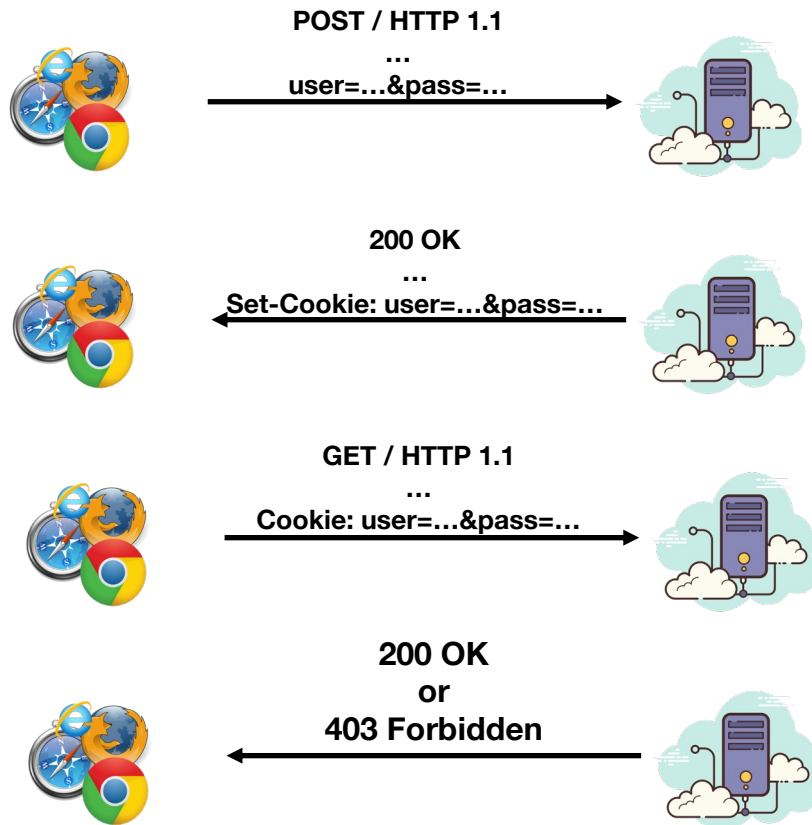 POST / HTTP 1.1
...
user=...&pass=...
200 OK
...
Set-Cookie: user=...&pass=...
GET / HTTP 1.1
...
Cookie: user=...&pass=...
200 OK
or
403 Forbidden